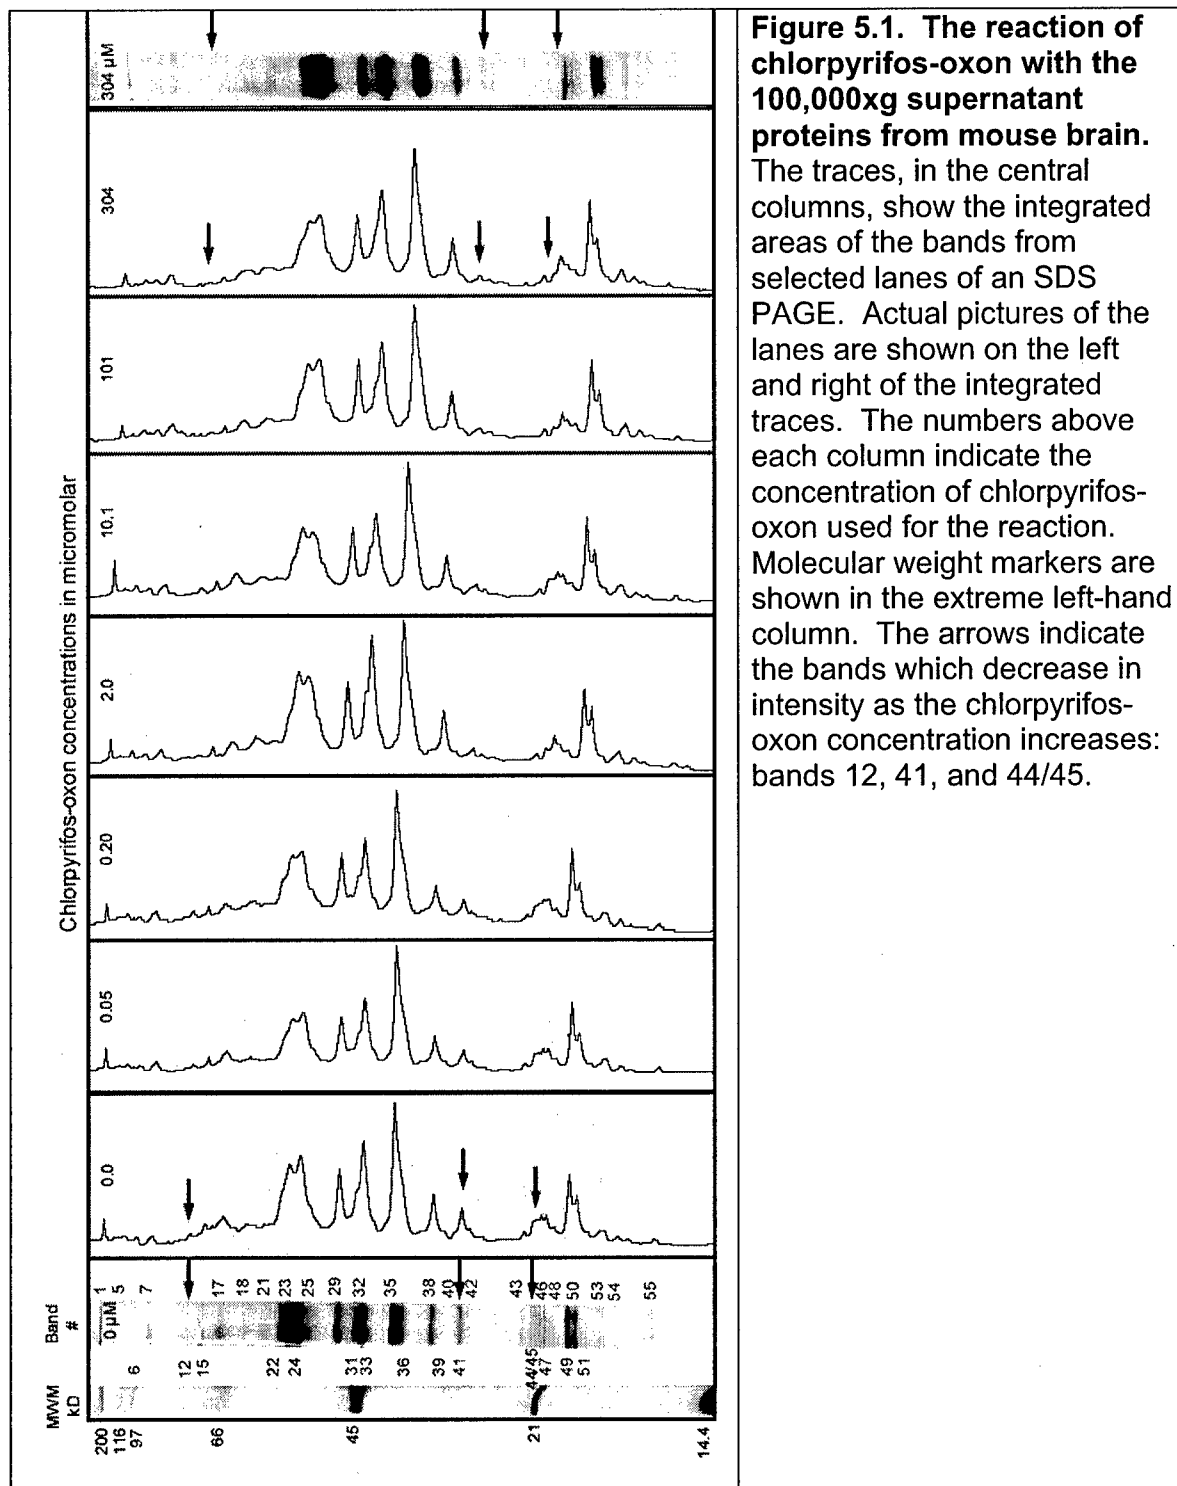 Figure 5.1. The reaction of
chlorpyrifos-oxon with the
100,000xg supernatant
proteins from mouse brain.
The traces, in the central
columns, show the integrated
areas of the bands from
selected lanes of an SDS
PAGE. Actual pictures of the
lanes are shown on the left
and right of the integrated
traces. The numbers above
each column indicate the
concentration of chlorpyrifos-
oxon used for the reaction.
Molecular weight markers are
shown in the extreme left-hand
column. The arrows indicate
the bands which decrease in
intensity as the chlorpyrifos-
oxon concentration increases:
bands 12, 41, and 44/45.
Chlorpyrifos-oxon concentrations in micromolar
MWM
kD
Band
#
0 µM
0.0
0.05
0.20
2.0
10.1
101
304
304 µM
200
116
97
66
45
21
14.4
6
12
15
22
24
31
33
36
39
41
44/45
47
49
51
1
5
7
17
18
21
23
25
29
32
35
38
40
42
43
46
48
50
53
54
55